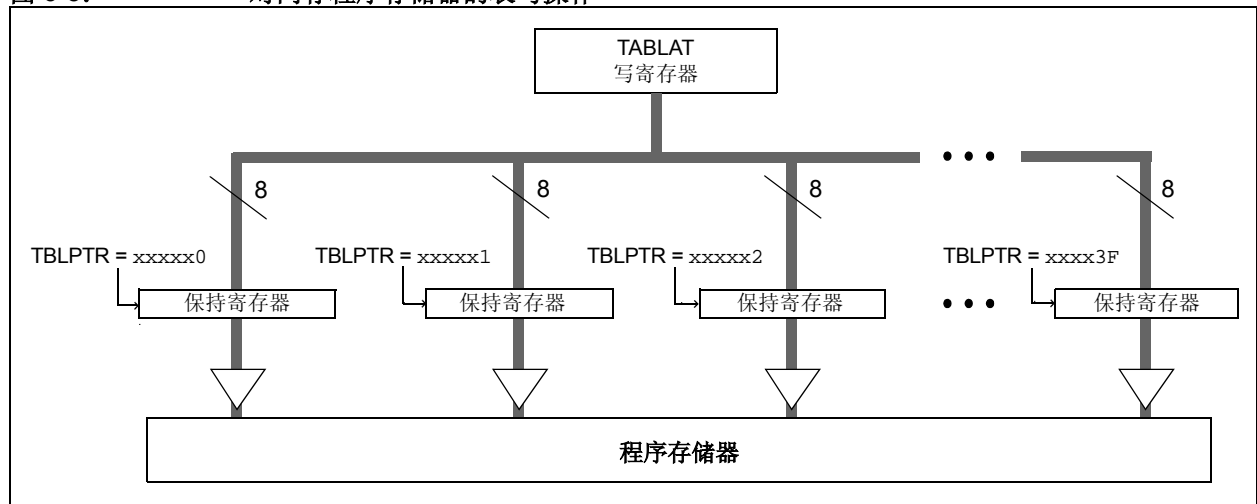 TABLAT
写寄存器
• • •
8
8
8
8
TBLPTR = xxxxx0
TBLPTR = xxxxx1
TBLPTR = xxxxx2
TBLPTR = xxxx3F
保持寄存器
保持寄存器
保持寄存器
• • •
保持寄存器
程序存储器